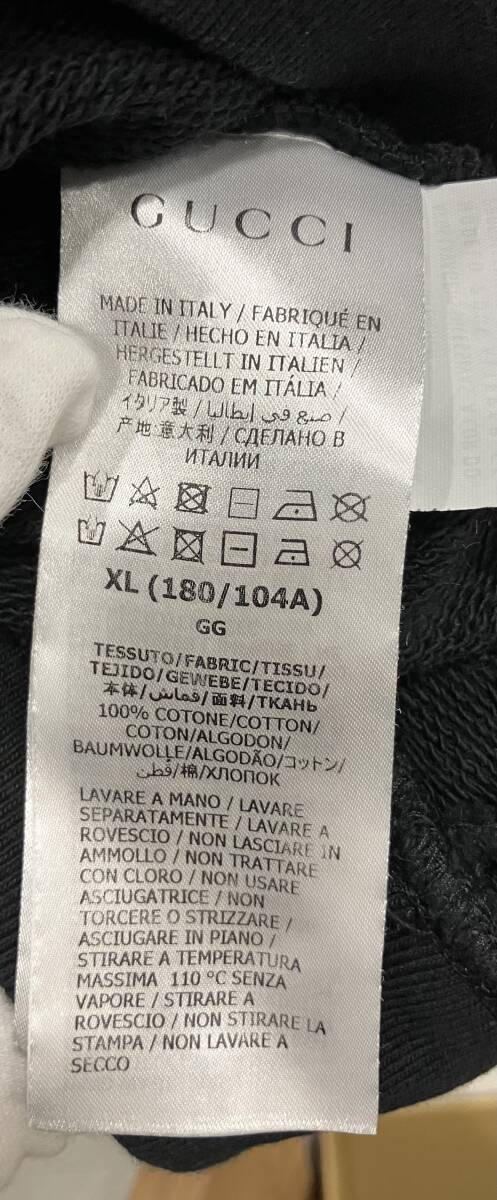 GUCCI
MADE IN ITALY / FABRIQUÉ EN
ITALIE / HECHO EN ITALIA /
HERGESTELLT IN ITALIEN /
FABRICADO EM ITÁLIA /
イタリア製 / صنع في إيطاليا /
产地:意大利 / СДЕЛАНО В
ИТАЛИИ
XL (180/104A)
GG
TESSUTO/FABRIC/TISSU/
TEJIDO/GEWEBE/TECIDO/
本体/قماش/面料/ТКАНЬ
100% COTONE/COTTON/
COTON/ALGODON/
BAUMWOLLE/ALGODÃO/コットン/
قطن/棉/ХЛОПОК
LAVARE A MANO / LAVARE
SEPARATAMENTE / LAVARE A
ROVESCIO / NON LASCIARE IN
AMMOLLO / NON TRATTARE
CON CLORO / NON USARE
ASCIUGATRICE / NON
TORCERE O STRIZZARE /
ASCIUGARE IN PIANO /
STIRARE A TEMPERATURA
MASSIMA 110 °C SENZA
VAPORE / STIRARE A
ROVESCIO / NON STIRARE LA
STAMPA / NON LAVARE A
SECCO